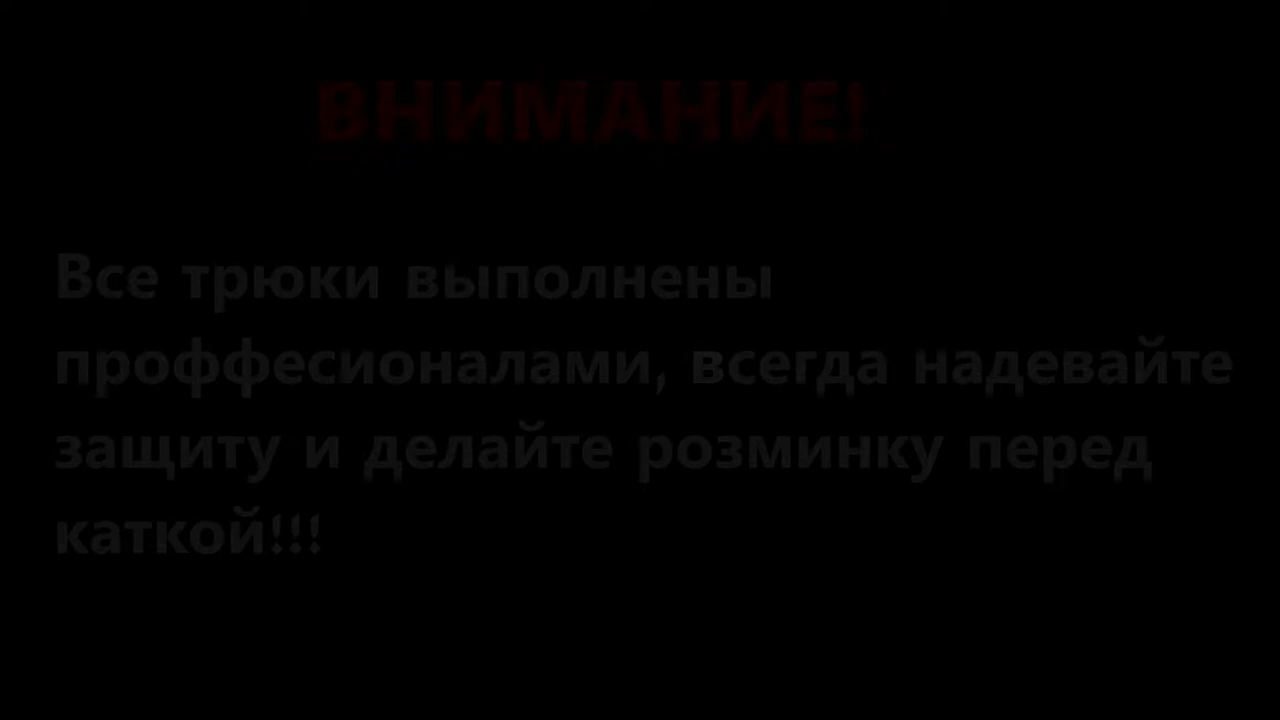 ВНИМАНИЕ!
Все трюки выполнены
проффесионалами, всегда надевайте
защиту и делайте розминку перед
каткой!!!